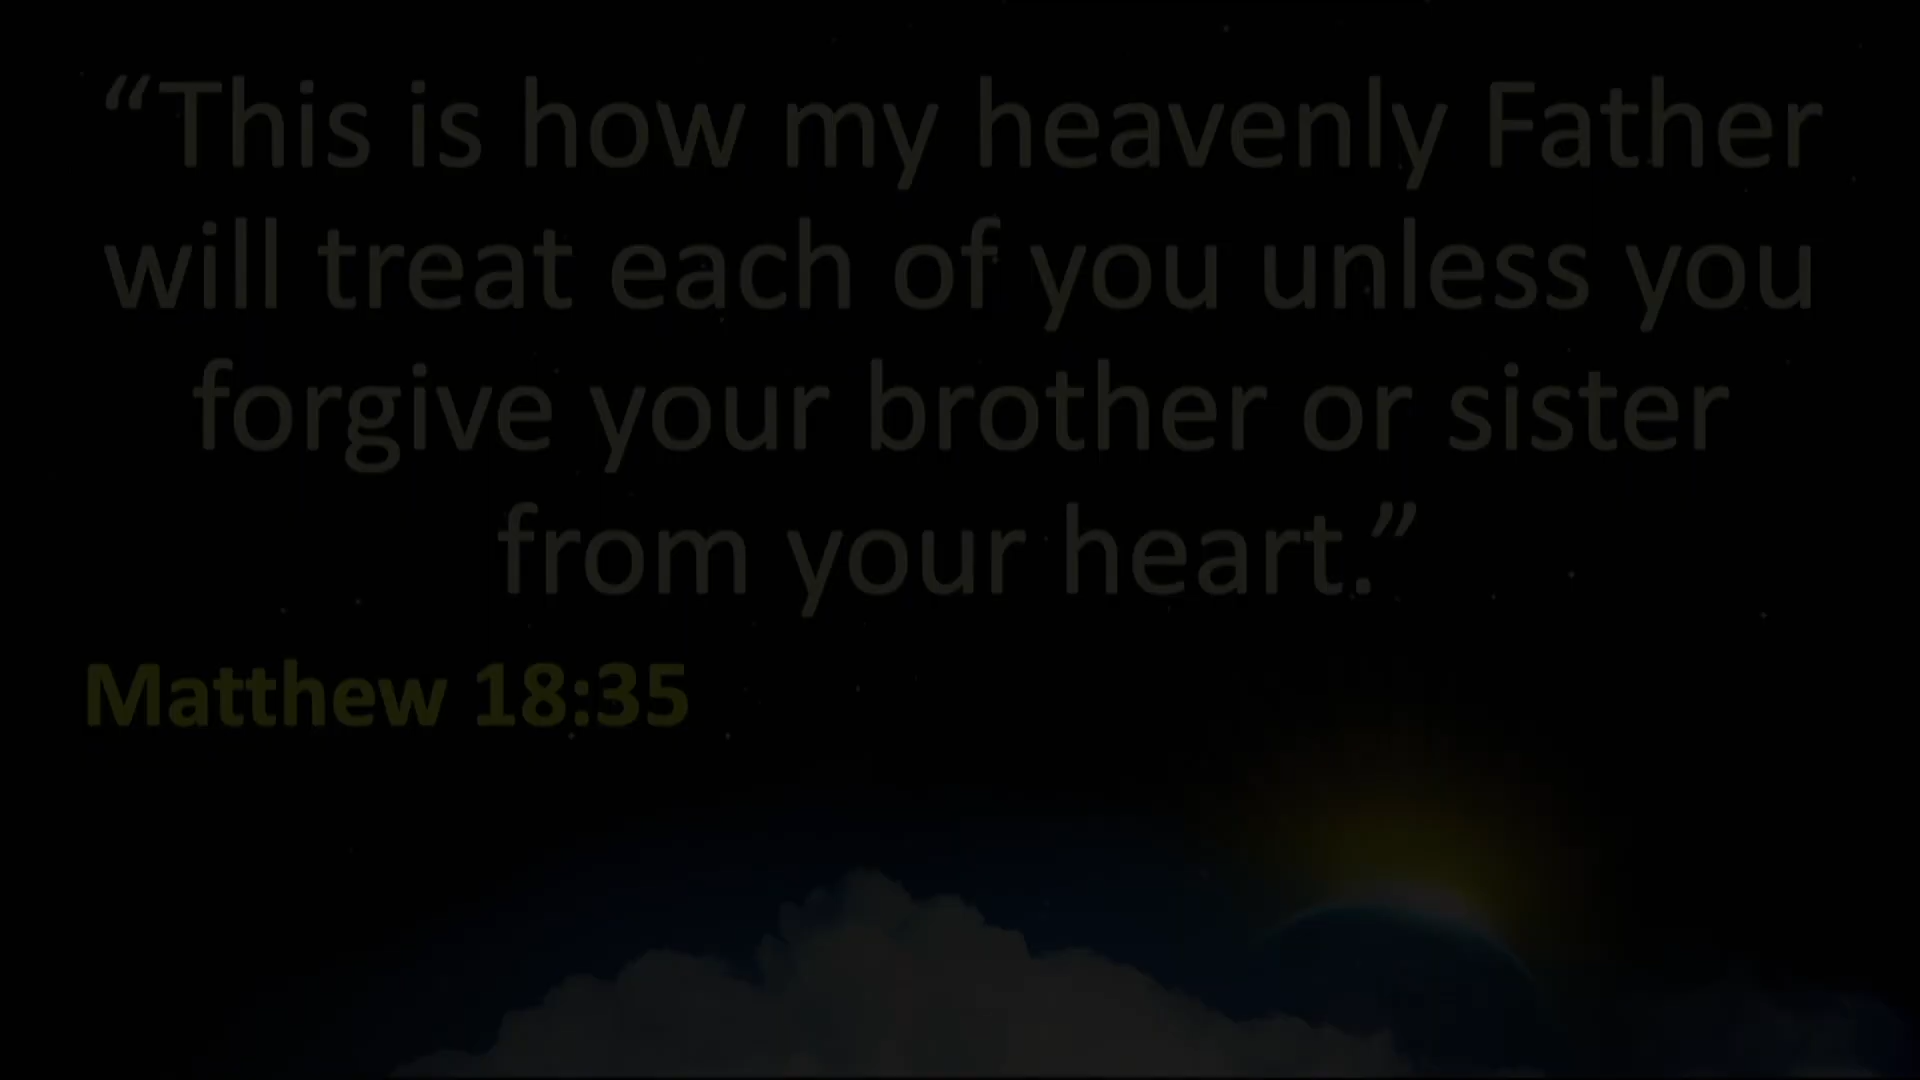 “This is how my heavenly Father
will treat each of you unless you
forgive your brother or sister
from your heart.”
Matthew 18:35